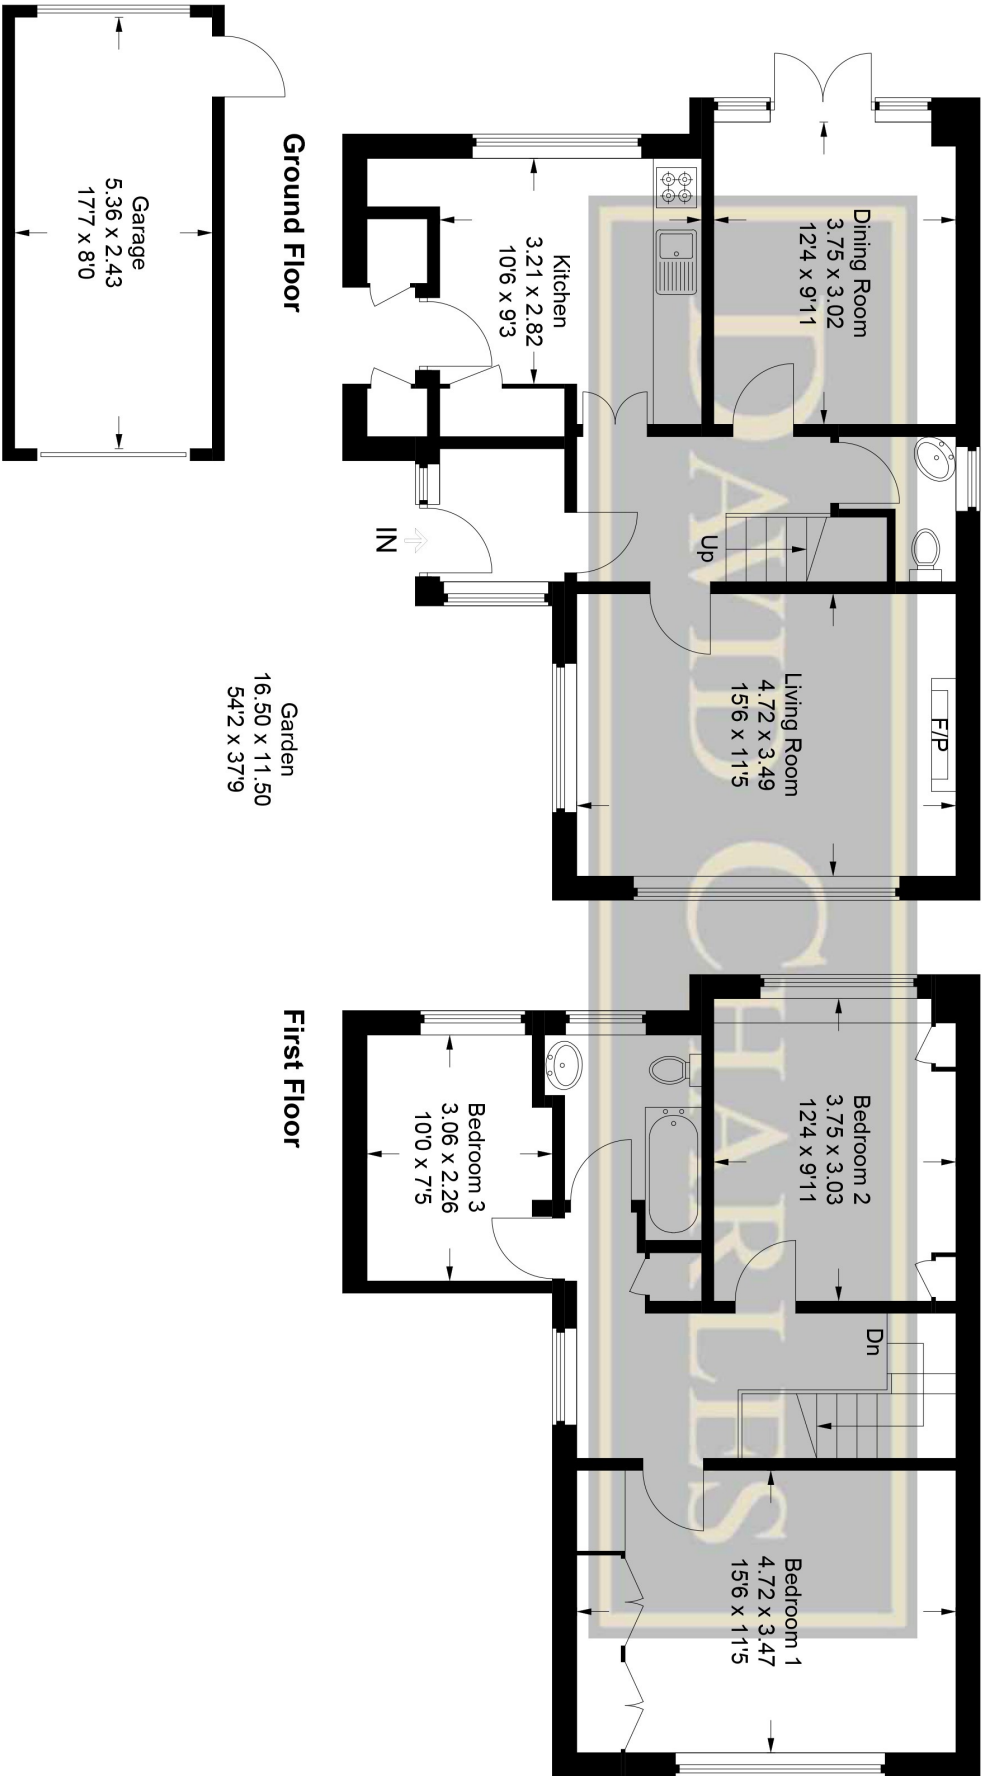 Dining Room
3.75 x 3.02
12'4 x 9'11
Kitchen
3.21 x 2.82
10'6 x 9'3
Up
IN
F/P
Living Room
4.72 x 3.49
15'6 x 11'5
Garage
5.36 x 2.43
17'7 x 8'0
Ground Floor
Garden
16.50 x 11.50
54'2 x 37'9
Bedroom 2
3.75 x 3.03
12'4 x 9'11
Bedroom 3
3.06 x 2.26
10'0 x 7'5
Dn
Bedroom 1
4.72 x 3.47
15'6 x 11'5
First Floor
DAVID CHARLES